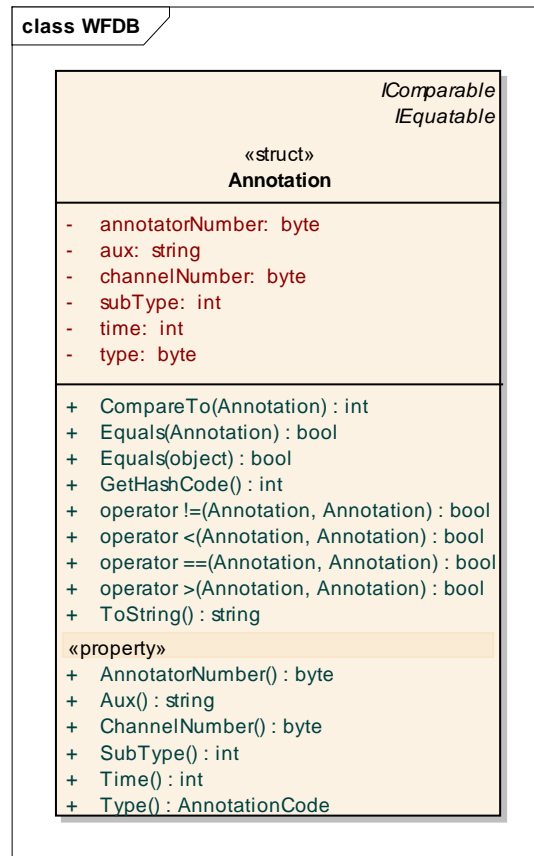 class WFDB
IComparable
IEquatable
«struct»
Annotation
- annotatorNumber: byte
- aux: string
- channelNumber: byte
- subType: int
- time: int
- type: byte
+ CompareTo(Annotation) : int
+ Equals(Annotation) : bool
+ Equals(object) : bool
+ GetHashCode() : int
+ operator !=(Annotation, Annotation) : bool
+ operator <(Annotation, Annotation) : bool
+ operator ==(Annotation, Annotation) : bool
+ operator >(Annotation, Annotation) : bool
+ ToString() : string
«property»
+ AnnotatorNumber() : byte
+ Aux() : string
+ ChannelNumber() : byte
+ SubType() : int
+ Time() : int
+ Type() : AnnotationCode